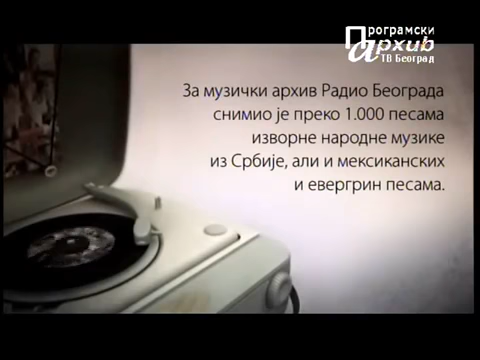 Програмски
архив
ТВ Београд
За музички архив Радио Београда
снимио је преко 1.000 песама
изворне народне музике
из Србије, али и мексиканских
и евергрин песама.